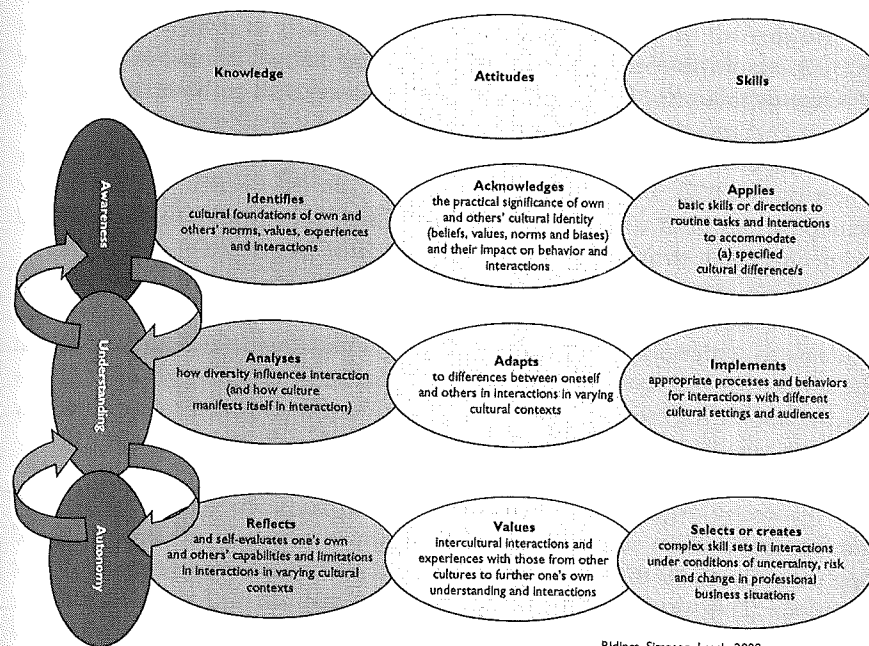 Knowledge
Attitudes
Skills
Awareness
Identifies
cultural foundations of own and
others' norms, values, experiences
and interactions
Acknowledges
the practical significance of own
and others' cultural identity
(beliefs, values, norms and biases)
and their impact on behavior and
interactions
Applies
basic skills or directions to
routine tasks and interactions
to accommodate
(a) specified
cultural difference/s
Understanding
Analyses
how diversity influences interaction
(and how culture
manifests itself in interaction)
Adapts
to differences between oneself
and others in interactions in varying
cultural contexts
Implements
appropriate processes and behaviors
for interactions with different
cultural settings and audiences
Autonomy
Reflects
and self-evaluates one's own
and others' capabilities and limitations
in interactions in varying cultural
contexts
Values
intercultural interactions and
experiences with those from other
cultures to further one's own
understanding and interactions
Selects or creates
complex skill sets in interactions
under conditions of uncertainty, risk
and change in professional
business situations